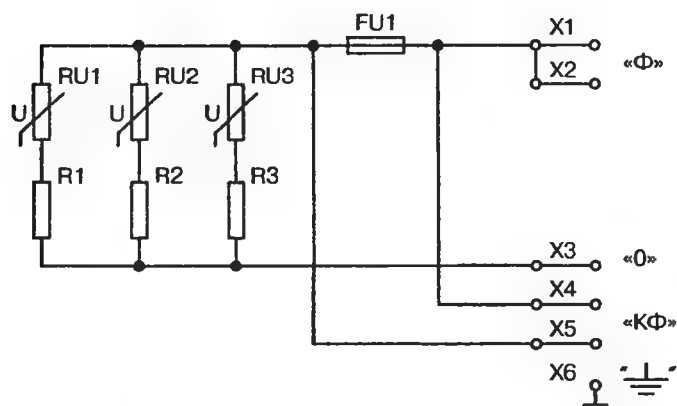 FU1
X1
X2
«Ф»
RU1
RU2
RU3
U
U
U
R1
R2
R3
X3
«0»
X4
«КФ»
X5
X6